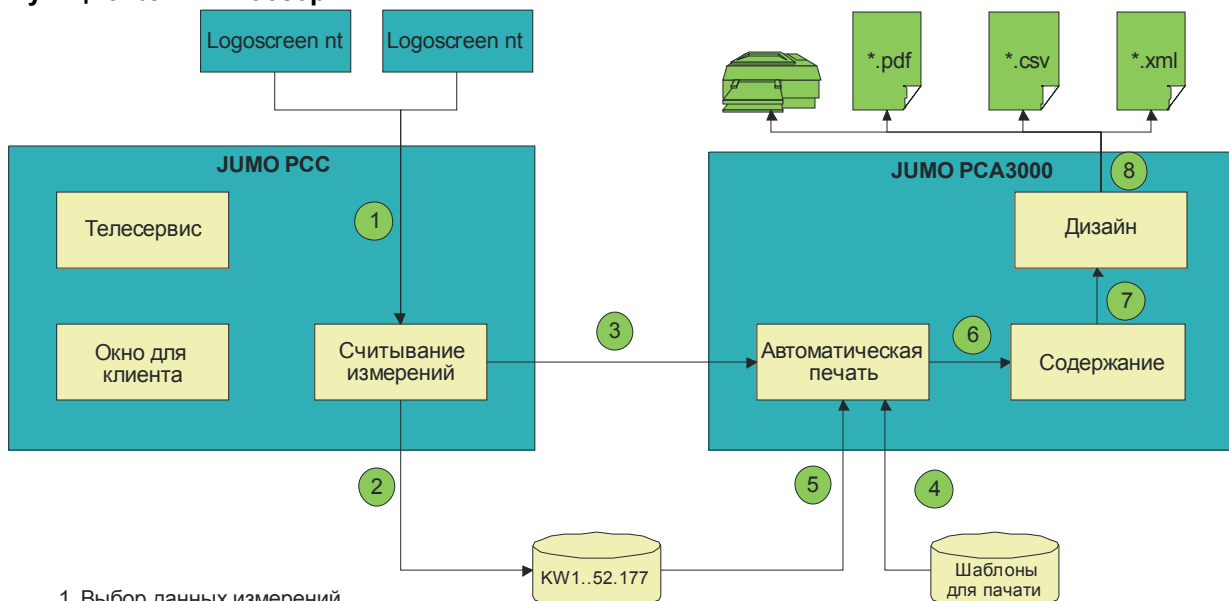 Logoscreen nt
Logoscreen nt
*.pdf
*.csv
*.xml
JUMO PCC
JUMO PCA3000
1
8
Телесервис
Дизайн
7
3
6
Окно для
клиента
Считывание
измерений
Автоматическая
печать
Содержание
2
5
4
KW1..52.177
Шаблоны
для печати
1. Выбор данных измерений